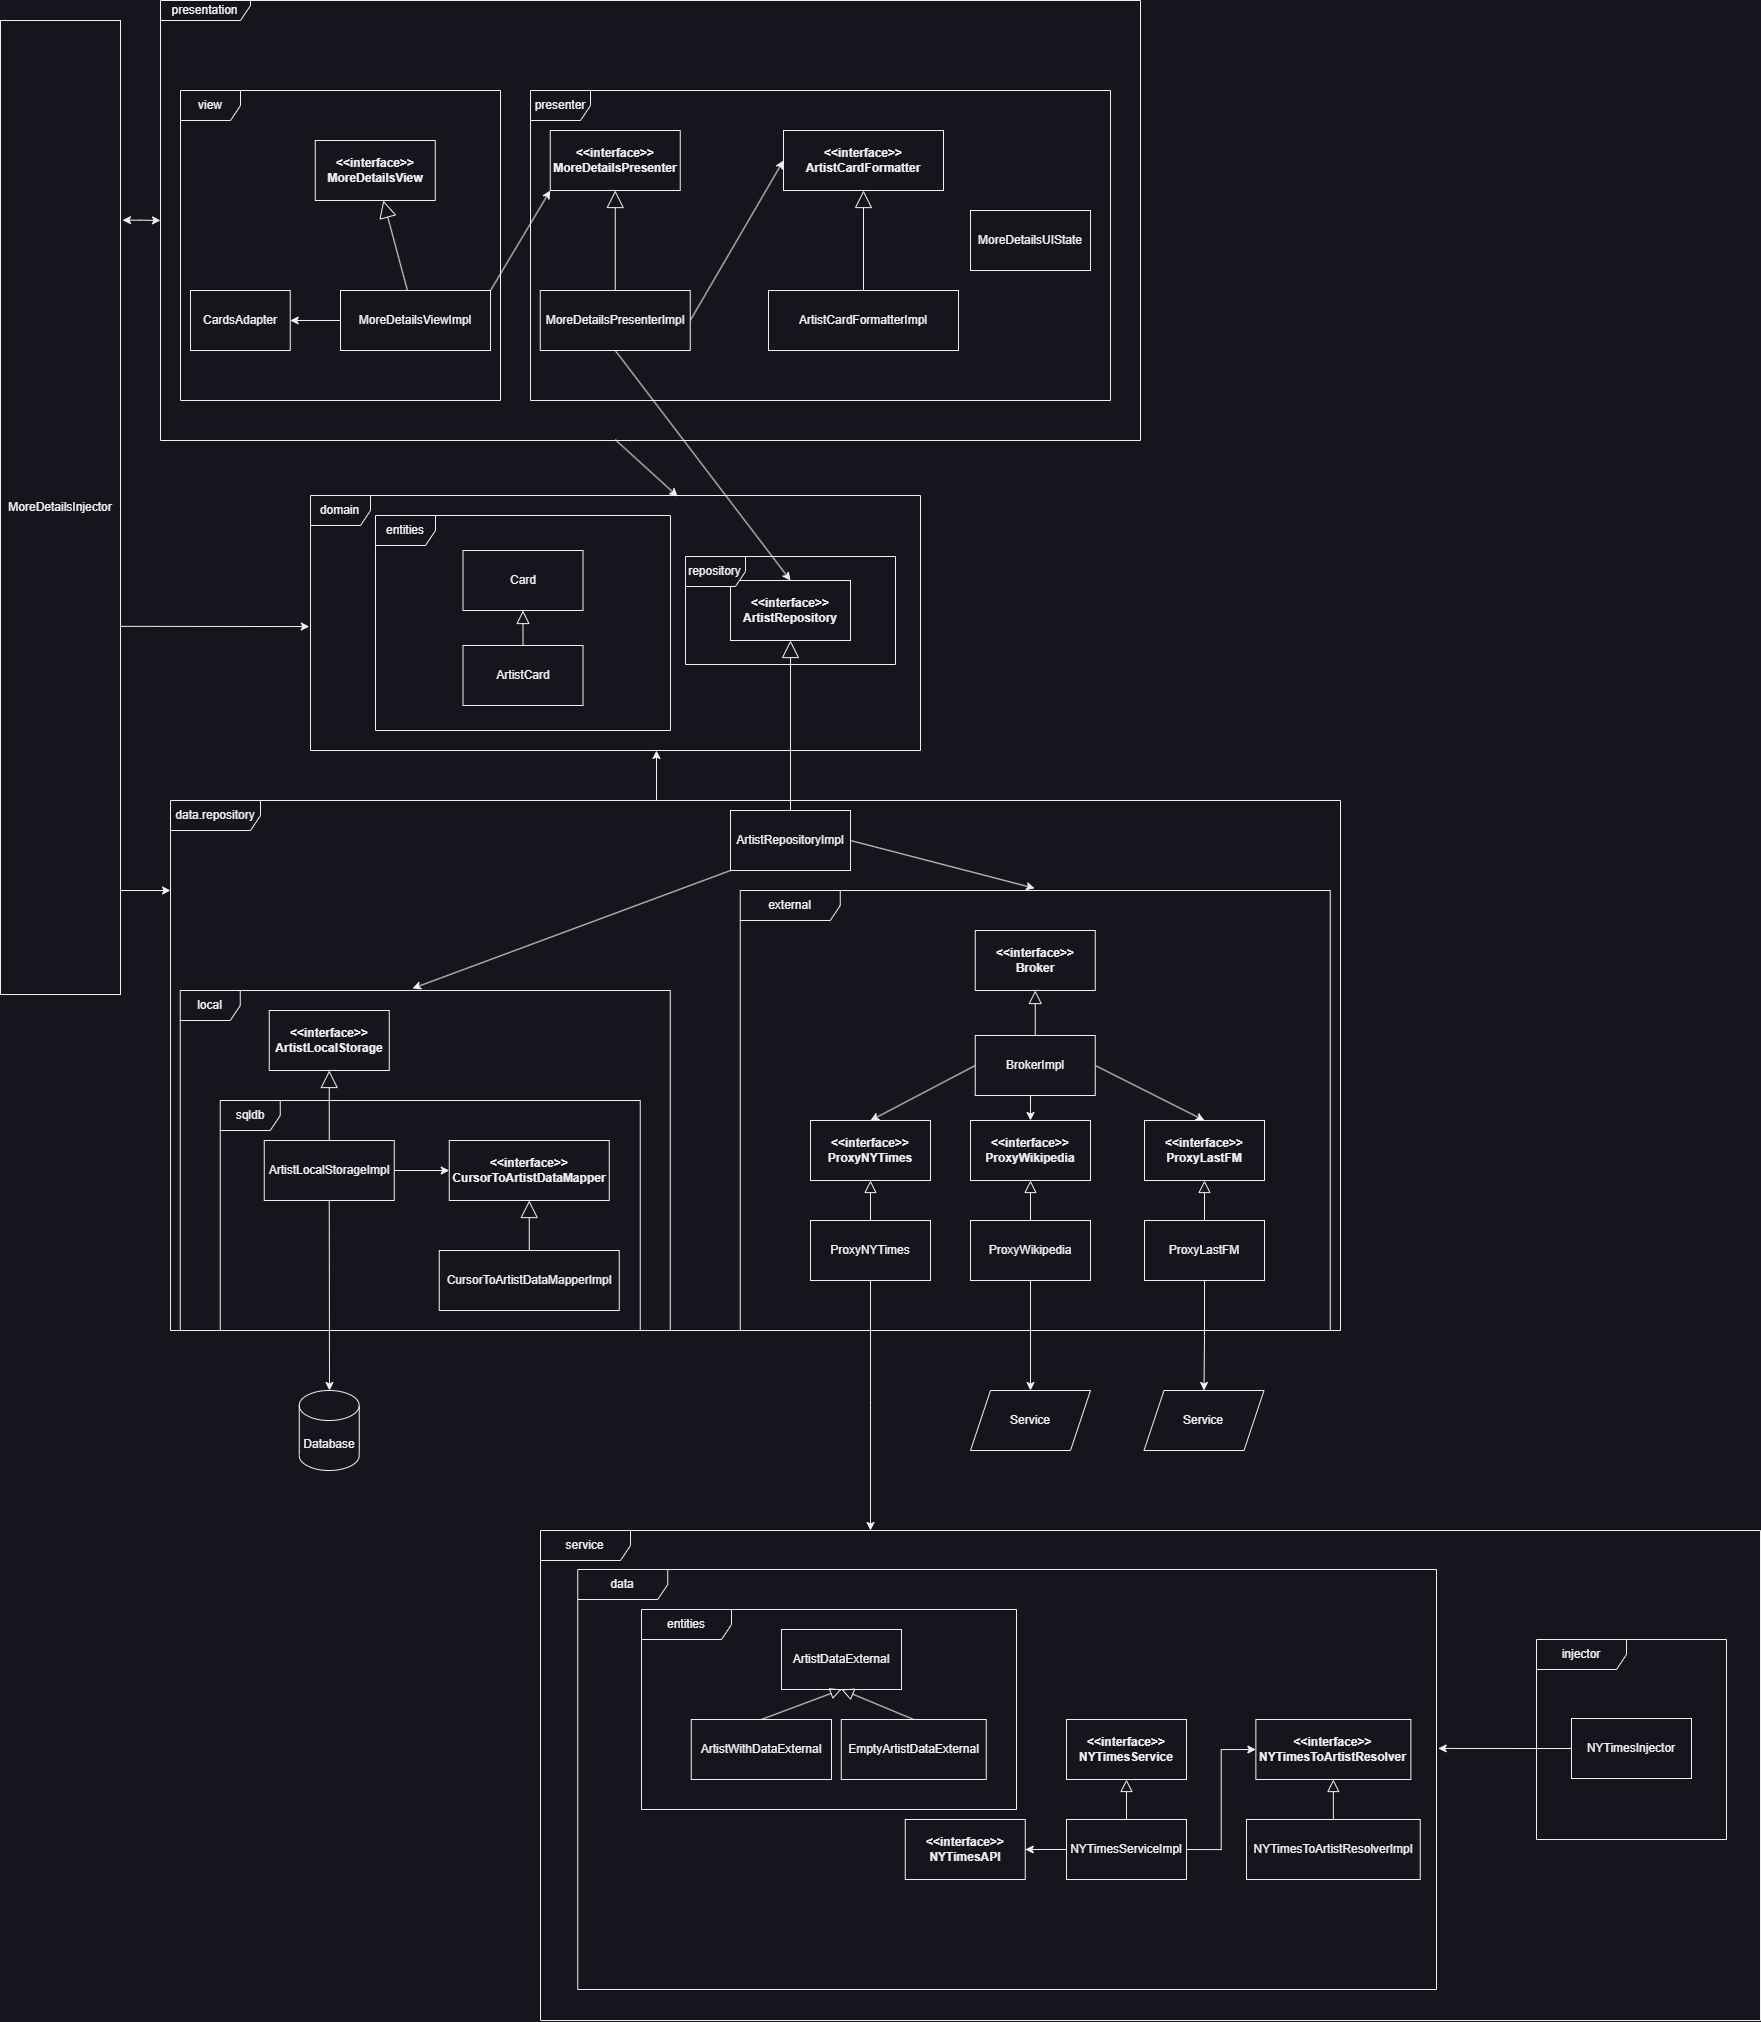 presentation
view
presenter
<<interface>>
MoreDetailsView
<<interface>>
MoreDetailsPresenter
<<interface>>
ArtistCardFormatter
MoreDetailsUIState
CardsAdapter
MoreDetailsViewImpl
MoreDetailsPresenterImpl
ArtistCardFormatterImpl
MoreDetailsInjector
domain
entities
Card
ArtistCard
repository
<<interface>>
ArtistRepository
data.repository
ArtistRepositoryImpl
external
<<interface>>
Broker
BrokerImpl
local
<<interface>>
ArtistLocalStorage
sqldb
ArtistLocalStorageImpl
<<interface>>
CursorToArtistDataMapper
CursorToArtistDataMapperImpl
<<interface>>
ProxyNYTimes
<<interface>>
ProxyWikipedia
<<interface>>
ProxyLastFM
ProxyNYTimes
ProxyWikipedia
ProxyLastFM
Database
Service
Service
service
data
entities
ArtistDataExternal
ArtistWithDataExternal
EmptyArtistDataExternal
<<interface>>
NYTimesService
<<interface>>
NYTimesToArtistResolver
<<interface>>
NYTimesAPI
NYTimesServiceImpl
NYTimesToArtistResolverImpl
injector
NYTimesInjector